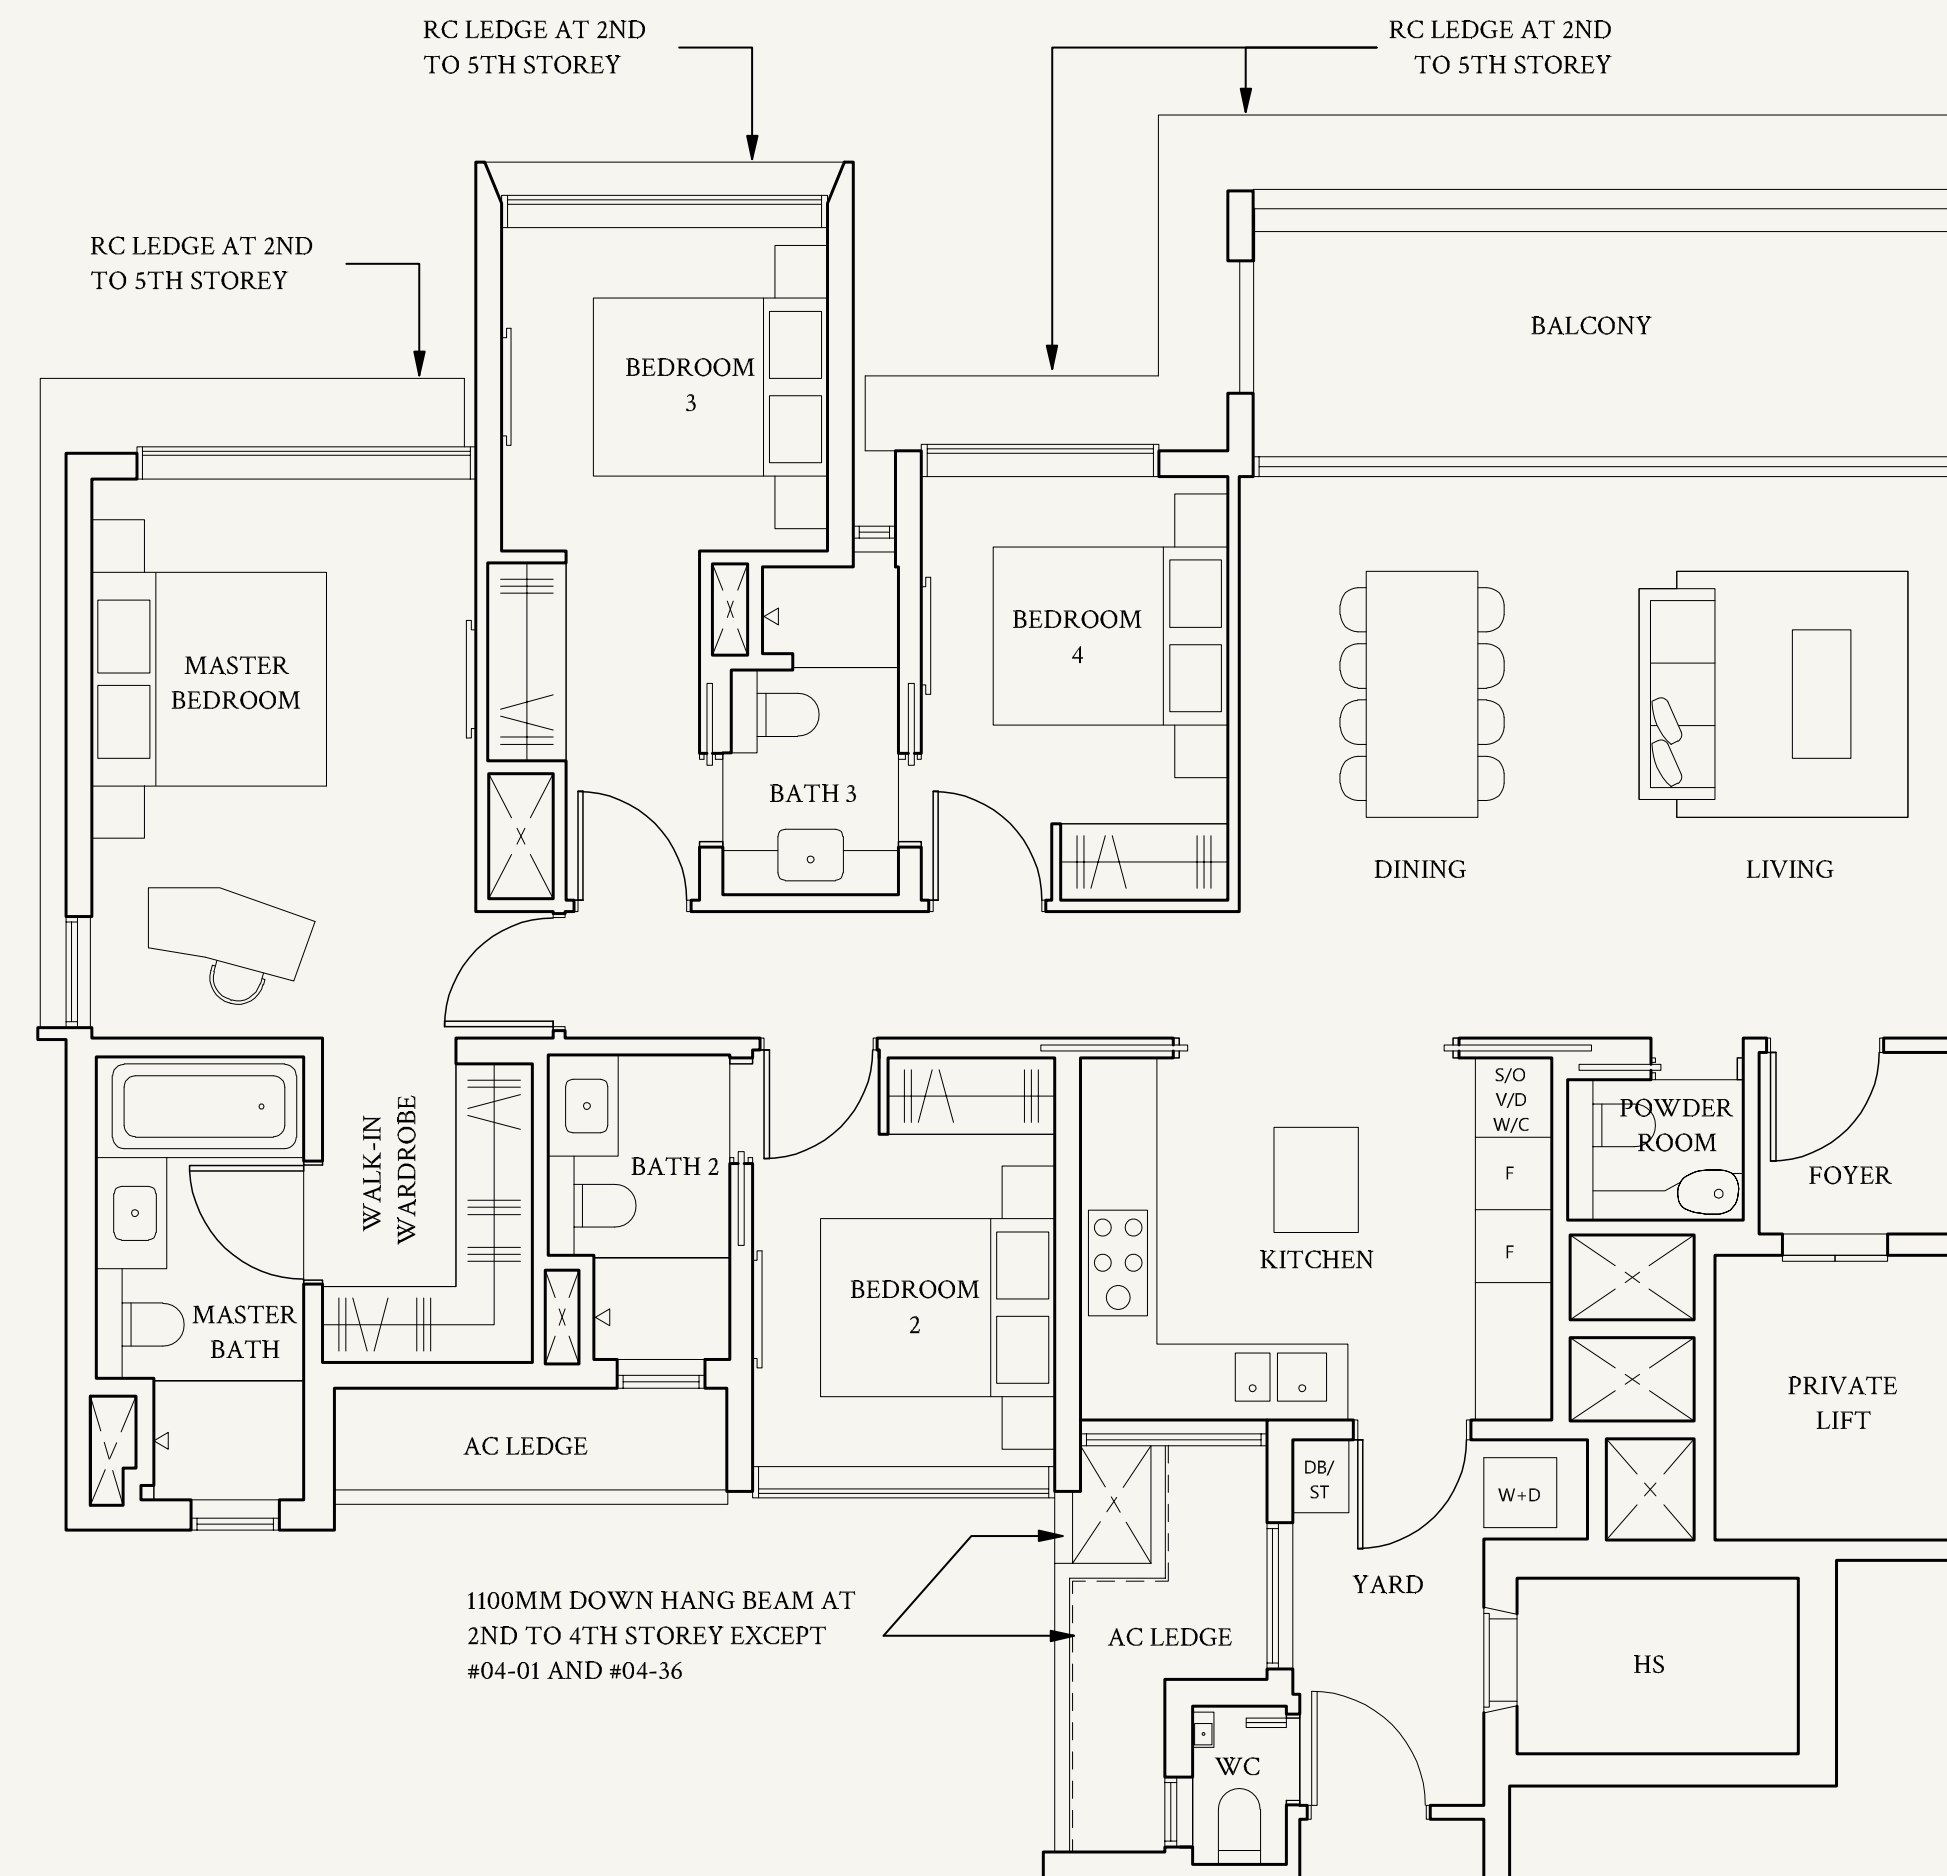 RC LEDGE AT 2ND
TO 5TH STOREY
RC LEDGE AT 2ND
TO 5TH STOREY
RC LEDGE AT 2ND
TO 5TH STOREY
BALCONY
BEDROOM
3
MASTER
BEDROOM
BEDROOM
4
BATH 3
DINING
LIVING
WALK-IN
WARDROBE
BATH 2
S/O
V/D
W/C
F
F
POWDER
ROOM
FOYER
KITCHEN
MASTER
BATH
BEDROOM
2
PRIVATE
LIFT
AC LEDGE
DB/
ST
W+D
YARD
1100MM DOWN HANG BEAM AT
2ND TO 4TH STOREY EXCEPT
#04-01 AND #04-36
AC LEDGE
HS
WC